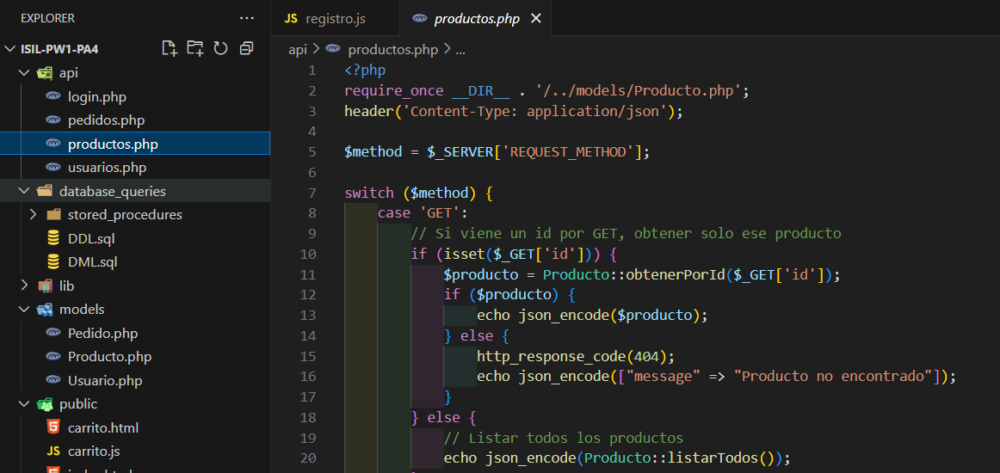 EXPLORER
...
ISIL-PW1-PA4
api
login.php
pedidos.php
productos.php
usuarios.php
database_queries
stored_procedures
DDL.sql
DML.sql
lib
models
Pedido.php
Producto.php
Usuario.php
public
carrito.html
JS carrito.js
JS registro.js
productos.php
api > productos.php > ...
1 <?php
2 require_once __DIR__ . '/../models/Producto.php';
3 header('Content-Type: application/json');
4
5 $method = $_SERVER['REQUEST_METHOD'];
6
7 switch ($method) {
8 case 'GET':
9 // Si viene un id por GET, obtener solo ese producto
10 if (isset($_GET['id'])) {
11 $producto = Producto::obtenerPorId($_GET['id']);
12 if ($producto) {
13 echo json_encode($producto);
14 } else {
15 http_response_code(404);
16 echo json_encode(["message" => "Producto no encontrado"]);
17 }
18 } else {
19 // Listar todos los productos
20 echo json_encode(Producto::listarTodos());